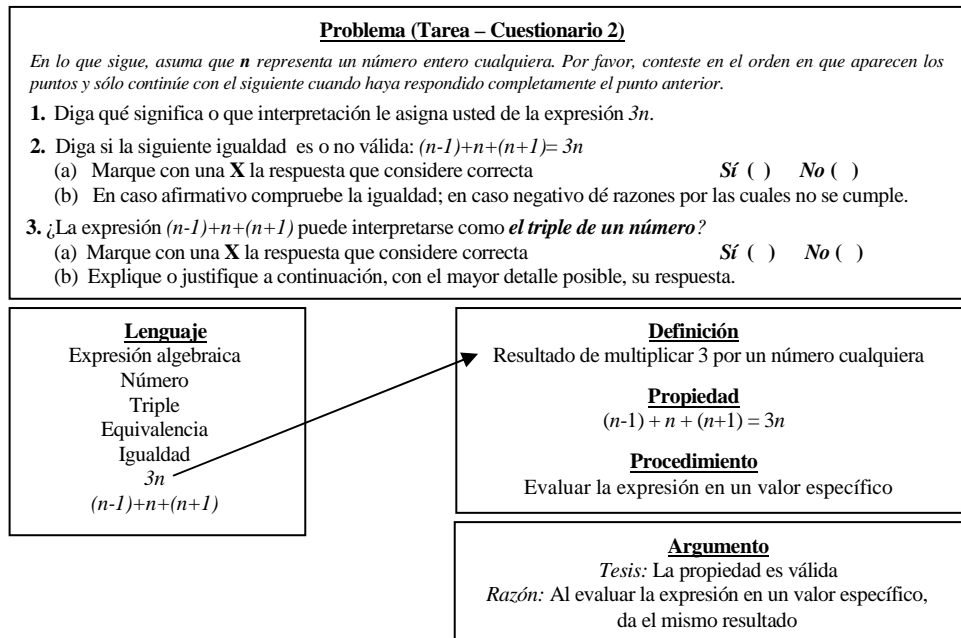 Problema (Tarea – Cuestionario 2)
En lo que sigue, asuma que n representa un número entero cualquiera. Por favor, conteste en el orden en que aparecen los
puntos y sólo continúe con el siguiente cuando haya respondido completamente el punto anterior.
1. Diga qué significa o que interpretación le asigna usted de la expresión 3n.
2. Diga si la siguiente igualdad es o no válida: (n-1)+n+(n+1)= 3n
(a) Marque con una X la respuesta que considere correcta Sí ( ) No ( )
(b) En caso afirmativo compruebe la igualdad; en caso negativo dé razones por las cuales no se cumple.
3. ¿La expresión (n-1)+n+(n+1) puede interpretarse como el triple de un número?
(a) Marque con una X la respuesta que considere correcta Sí ( ) No ( )
(b) Explique o justifique a continuación, con el mayor detalle posible, su respuesta.
Lenguaje
Expresión algebraica
Número
Triple
Equivalencia
Igualdad
3n
(n-1)+n+(n+1)
Definición
Resultado de multiplicar 3 por un número cualquiera
Propiedad
(n-1) + n + (n+1) = 3n
Procedimiento
Evaluar la expresión en un valor específico
Argumento
Tesis: La propiedad es válida
Razón: Al evaluar la expresión en un valor específico,
da el mismo resultado